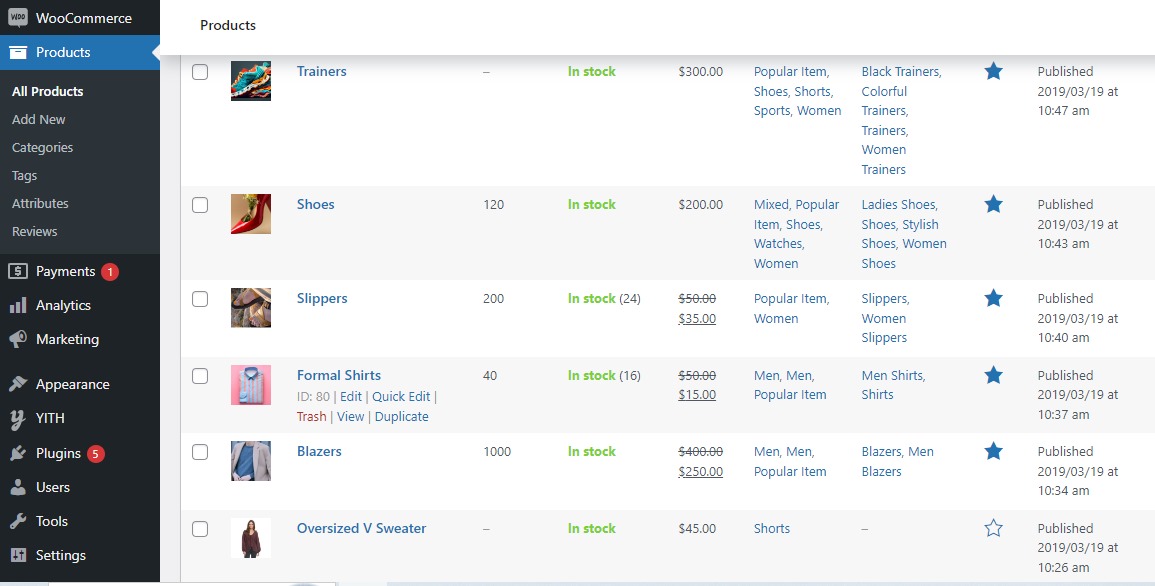 WOO WooCommerce
Products
Products
All Products
Add New
Categories
Tags
Attributes
Reviews
Payments 1
Analytics
Marketing
Appearance
YITH
Plugins 5
Users
Tools
Settings
Trainers – In stock $300.00 Popular Item, Black Trainers, Published
Shoes, Shorts, Colorful 2019/03/19 at
Sports, Women Trainers, 10:47 am
Trainers,
Women
Trainers
Shoes 120 In stock $200.00 Mixed, Popular Ladies Shoes, Published
Item, Shoes, Shoes, Stylish 2019/03/19 at
Watches, Shoes, Women 10:43 am
Women Shoes
Slippers 200 In stock (24) $50.00 Popular Item, Slippers, Published
$35.00 Women Women 2019/03/19 at
Slippers 10:40 am
Formal Shirts 40 In stock (16) $50.00 Men, Men, Men Shirts, Published
ID: 80 | Edit | Quick Edit | $15.00 Popular Item Shirts 2019/03/19 at
Trash | View | Duplicate 10:37 am
Blazers 1000 In stock $400.00 Men, Men, Blazers, Men Published
$250.00 Popular Item Blazers 2019/03/19 at
10:34 am
Oversized V Sweater – In stock $45.00 Shorts – Published
2019/03/19 at
10:26 am